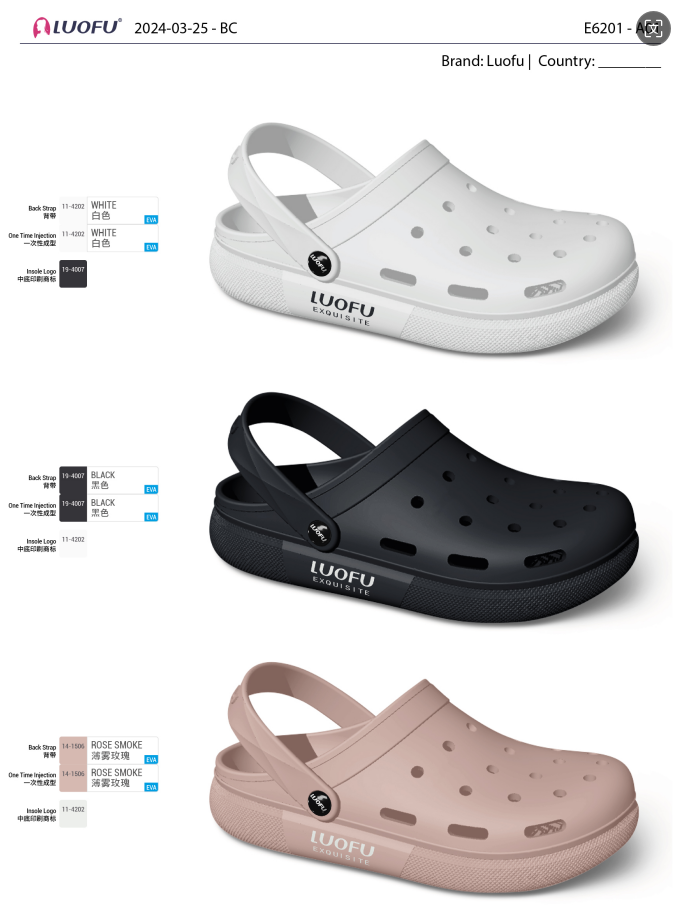 LUOFU® 2024-03-25 - BC
E6201 -
Brand: Luofu | Country: ________
Back Strap 11-4202 WHITE
背带 白色 EVA
One Time Injection 11-4202 WHITE
一次性成型 白色 EVA
Insole Logo 19-4007
中底印刷商标
LUOFU
LUOFU
EXQUISITE
Back Strap 19-4007 BLACK
背带 黑色 EVA
One Time Injection 19-4007 BLACK
一次性成型 黑色 EVA
Insole Logo 11-4202
中底印刷商标
LUOFU
LUOFU
EXQUISITE
Back Strap 14-1506 ROSE SMOKE
背带 薄雾玫瑰 EVA
One Time Injection 14-1506 ROSE SMOKE
一次性成型 薄雾玫瑰 EVA
Insole Logo 11-4202
中底印刷商标
LUOFU
LUOFU
EXQUISITE